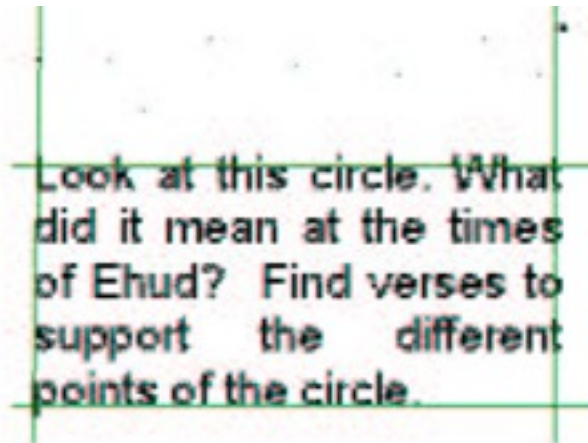 Look at this circle. What
did it mean at the times
of Ehud? Find verses to
support the different
points of the circle.